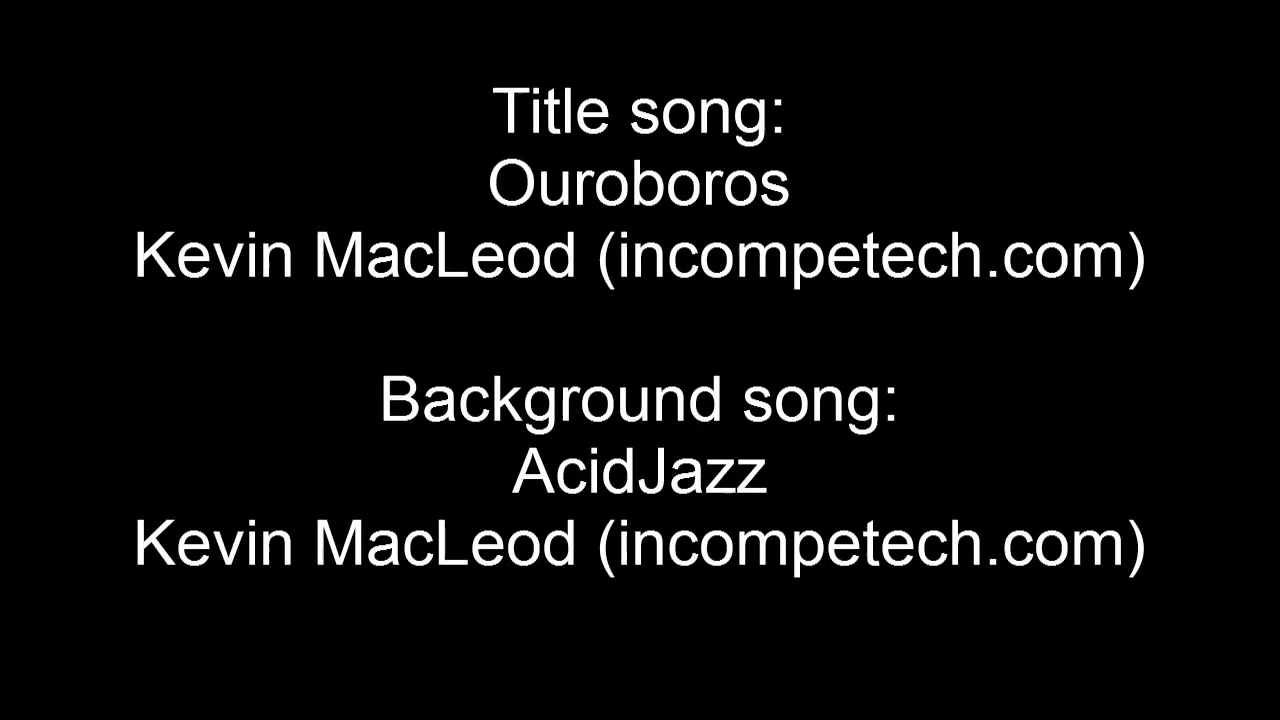 Title song:
Ouroboros
Kevin MacLeod (incompetech.com)
Background song:
AcidJazz
Kevin MacLeod (incompetech.com)